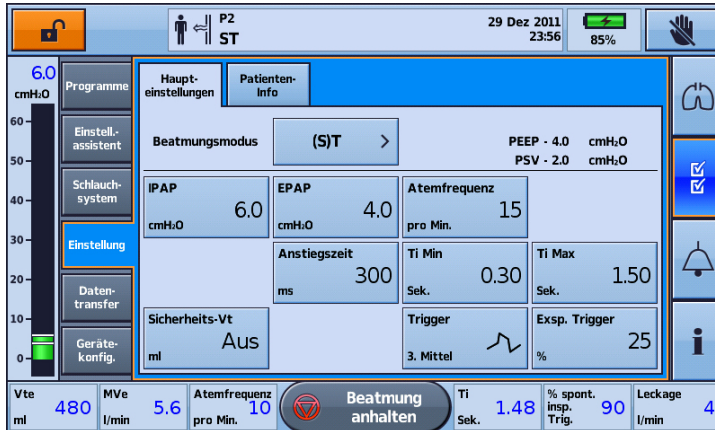 P2
ST
29 Dez 2011
23:56
85%
6.0
cmH₂O
60
50
40
30
20
10
0
Programme
Einstell.-
assistent
Schlauch-
system
Einstellung
Daten-
transfer
Geräte-
konfig.
Haupt-
einstellungen
Patienten-
Info
Beatmungsmodus
(S)T >
PEEP - 4.0 cmH₂O
PSV - 2.0 cmH₂O
IPAP
6.0
cmH₂O
EPAP
4.0
cmH₂O
Atemfrequenz
15
pro Min.
Anstiegszeit
300
ms
Ti Min
0.30
Sek.
Ti Max
1.50
Sek.
Sicherheits-Vt
Aus
ml
Trigger
3. Mittel
Exsp. Trigger
25
%
Vte
480
ml
MVe
5.6
l/min
Atemfrequenz
10
pro Min.
Beatmung
anhalten
Ti
1.48
Sek.
% spont.
insp.
Trig.
90
Leckage
4
l/min